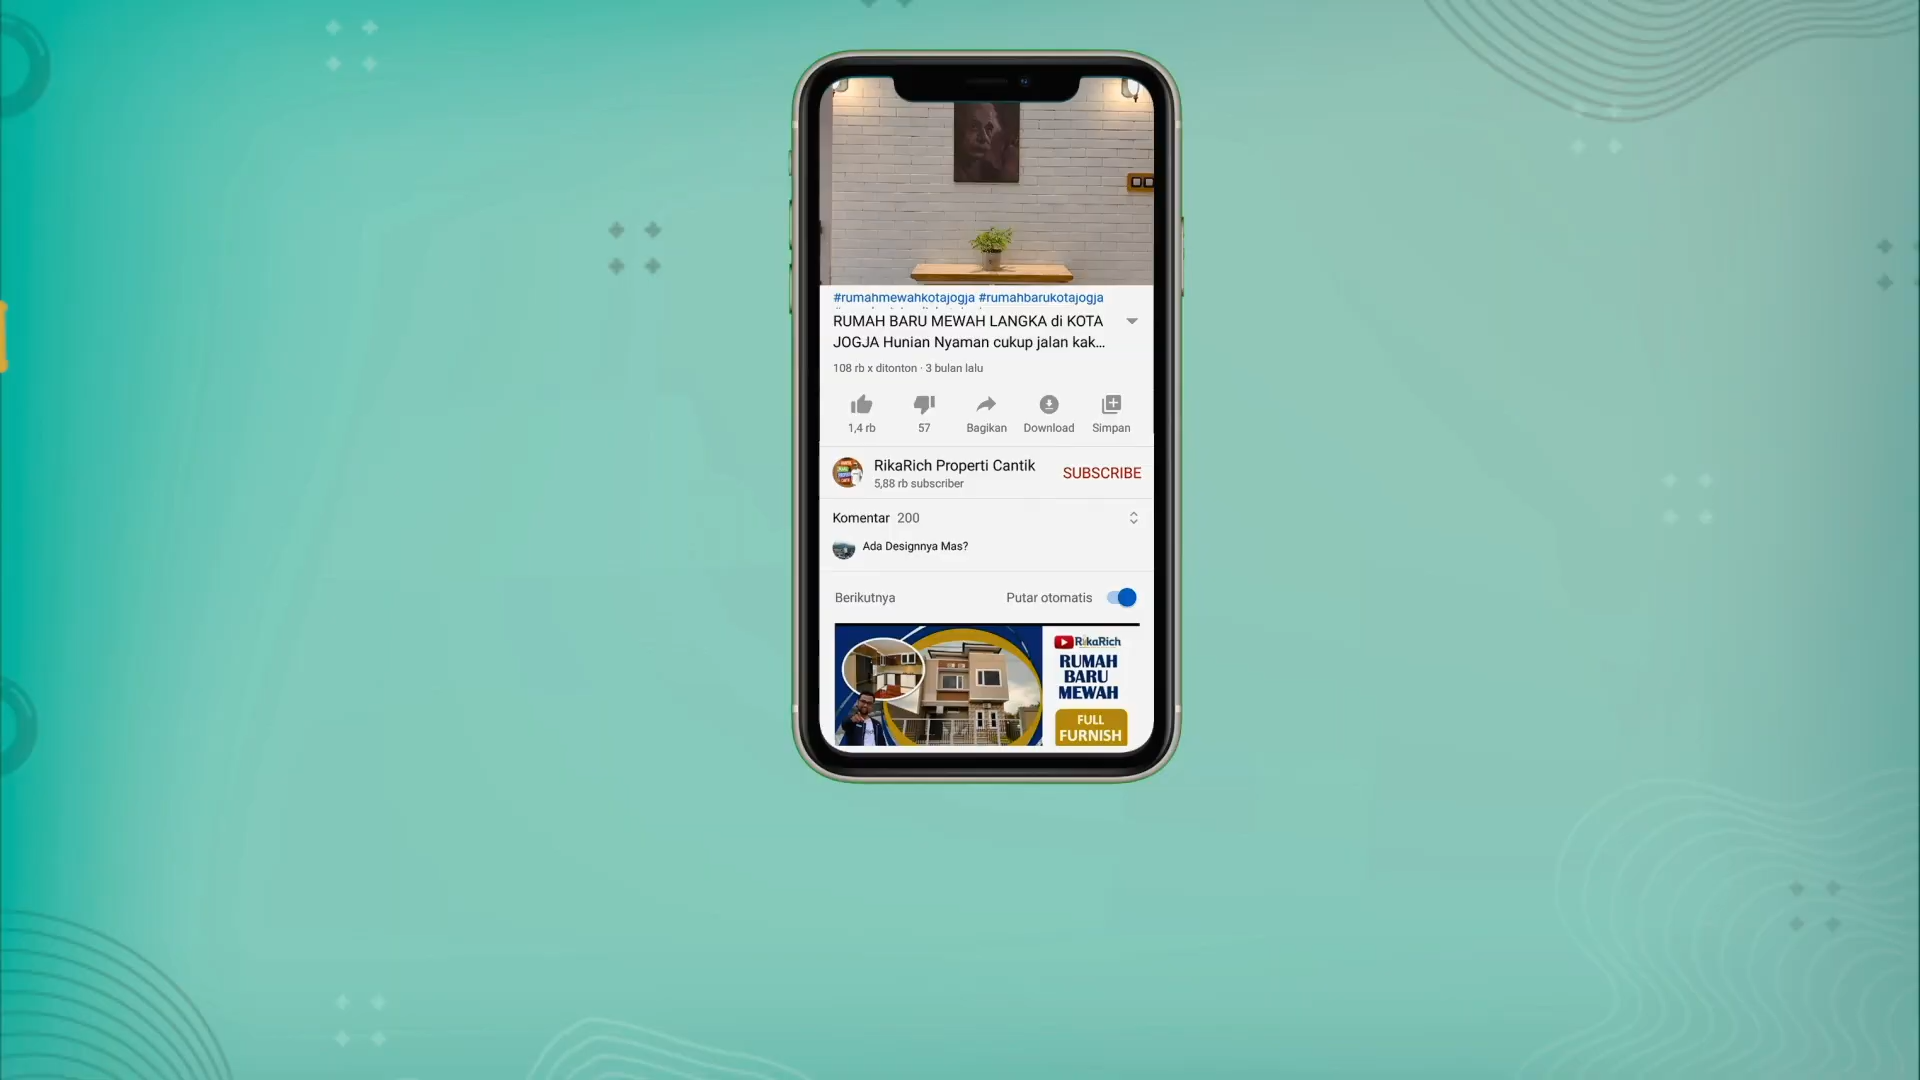 #rumahmewahkotajogja #rumahbarukotajogja
RUMAH BARU MEWAH LANGKA di KOTA
JOGJA Hunian Nyaman cukup jalan kak...
108 rb x ditonton · 3 bulan lalu
1,4 rb
57
Bagikan
Download
Simpan
RikaRich Properti Cantik
5,88 rb subscriber
SUBSCRIBE
Komentar 200
Ada Designnya Mas?
Berikutnya
Putar otomatis
RikaRich
RUMAH
BARU
MEWAH
FULL
FURNISH